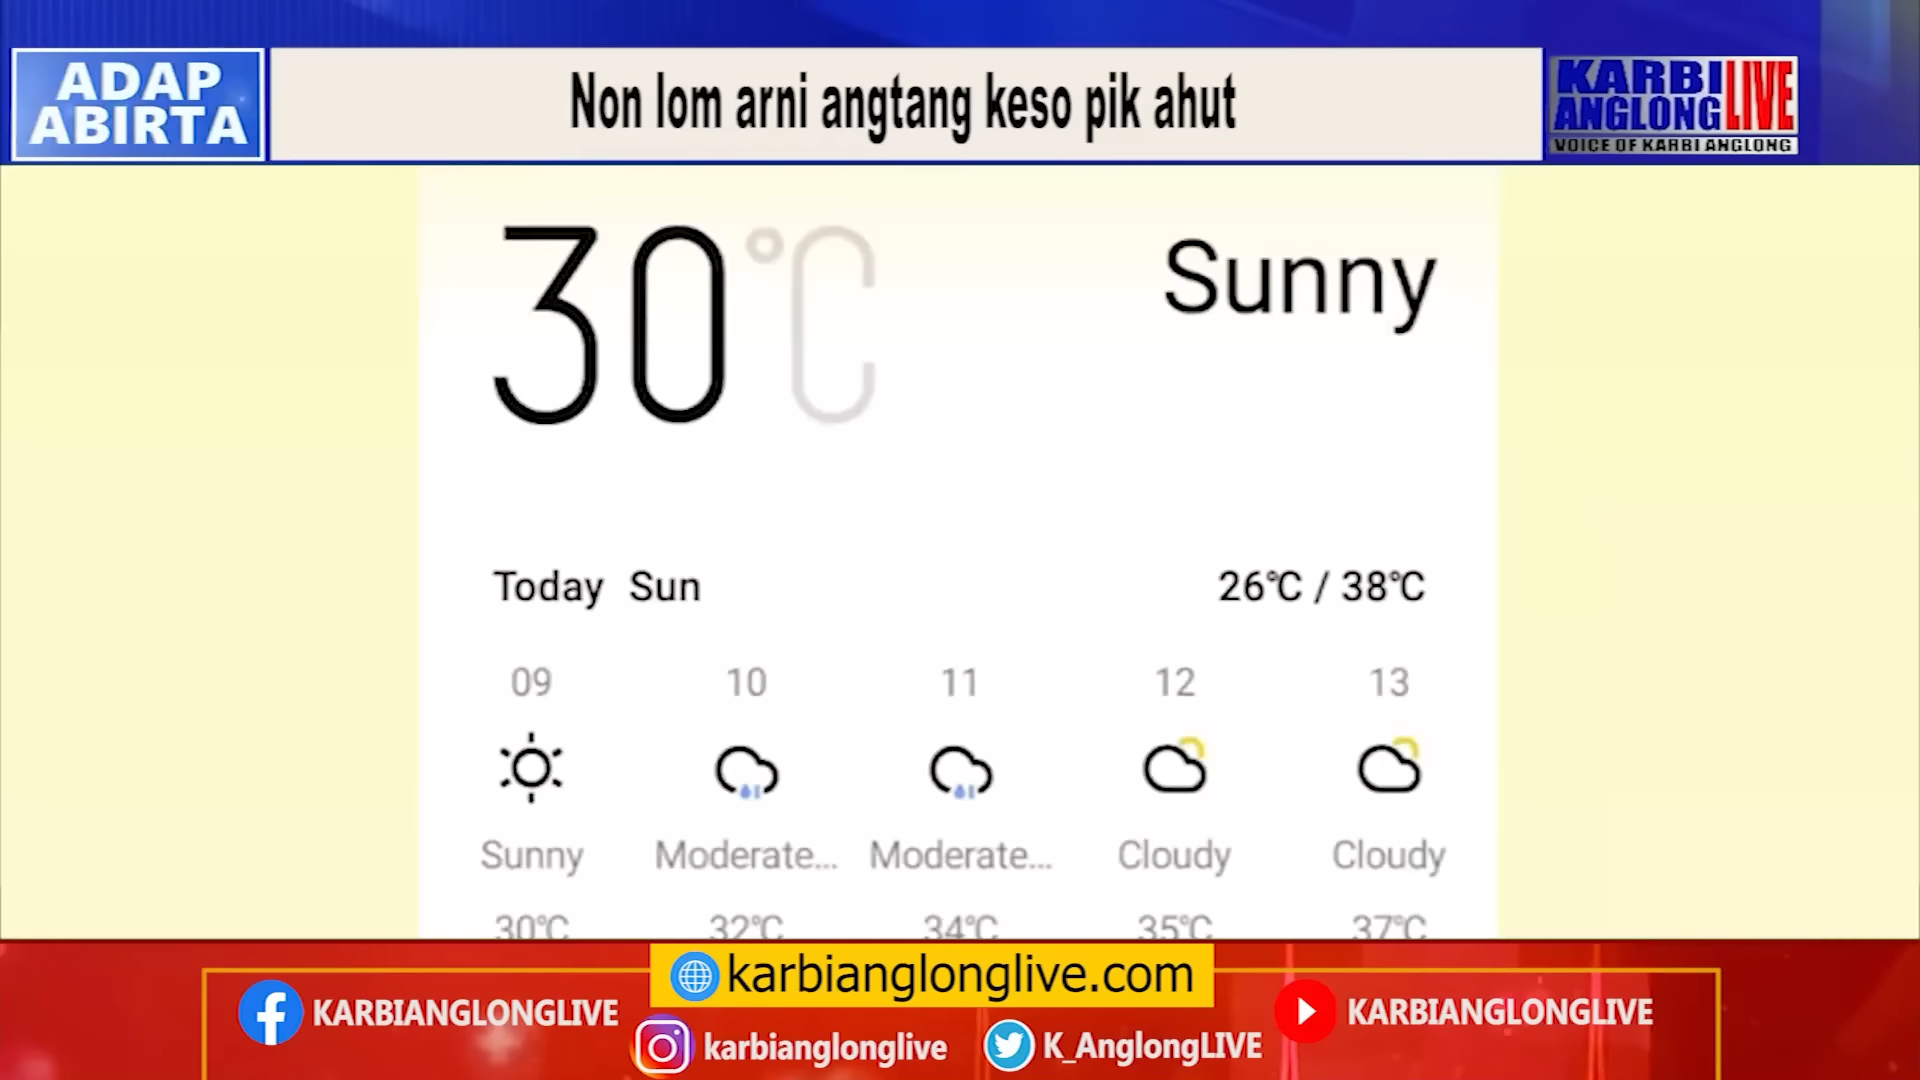 ADAP
ABIRTA
Non lom arni angtang keso pik ahut
KARBI
ANGLONG
LIVE
VOICE OF KARBI ANGLONG
30°C
Sunny
Today Sun
26°C / 38°C
09 10 11 12 13
Sunny Moderate... Moderate... Cloudy Cloudy
30°C 32°C 34°C 35°C 37°C
karbianglonglive.com
KARBIANGLONGLIVE
karbianglonglive
K_AnglongLIVE
KARBIANGLONGLIVE